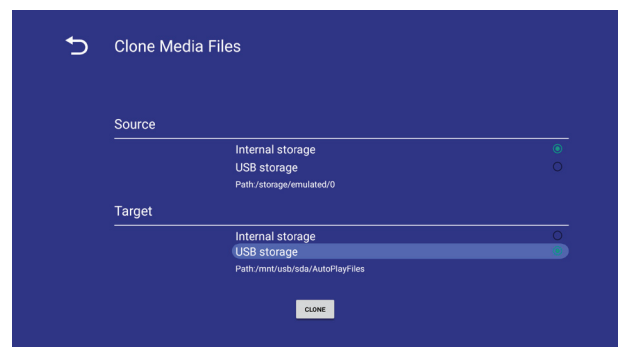 Clone Media Files
Source
Internal storage
USB storage
Path:/storage/emulated/0
Target
Internal storage
USB storage
Path:/mnt/usb/sda/AutoPlayFiles
CLONE